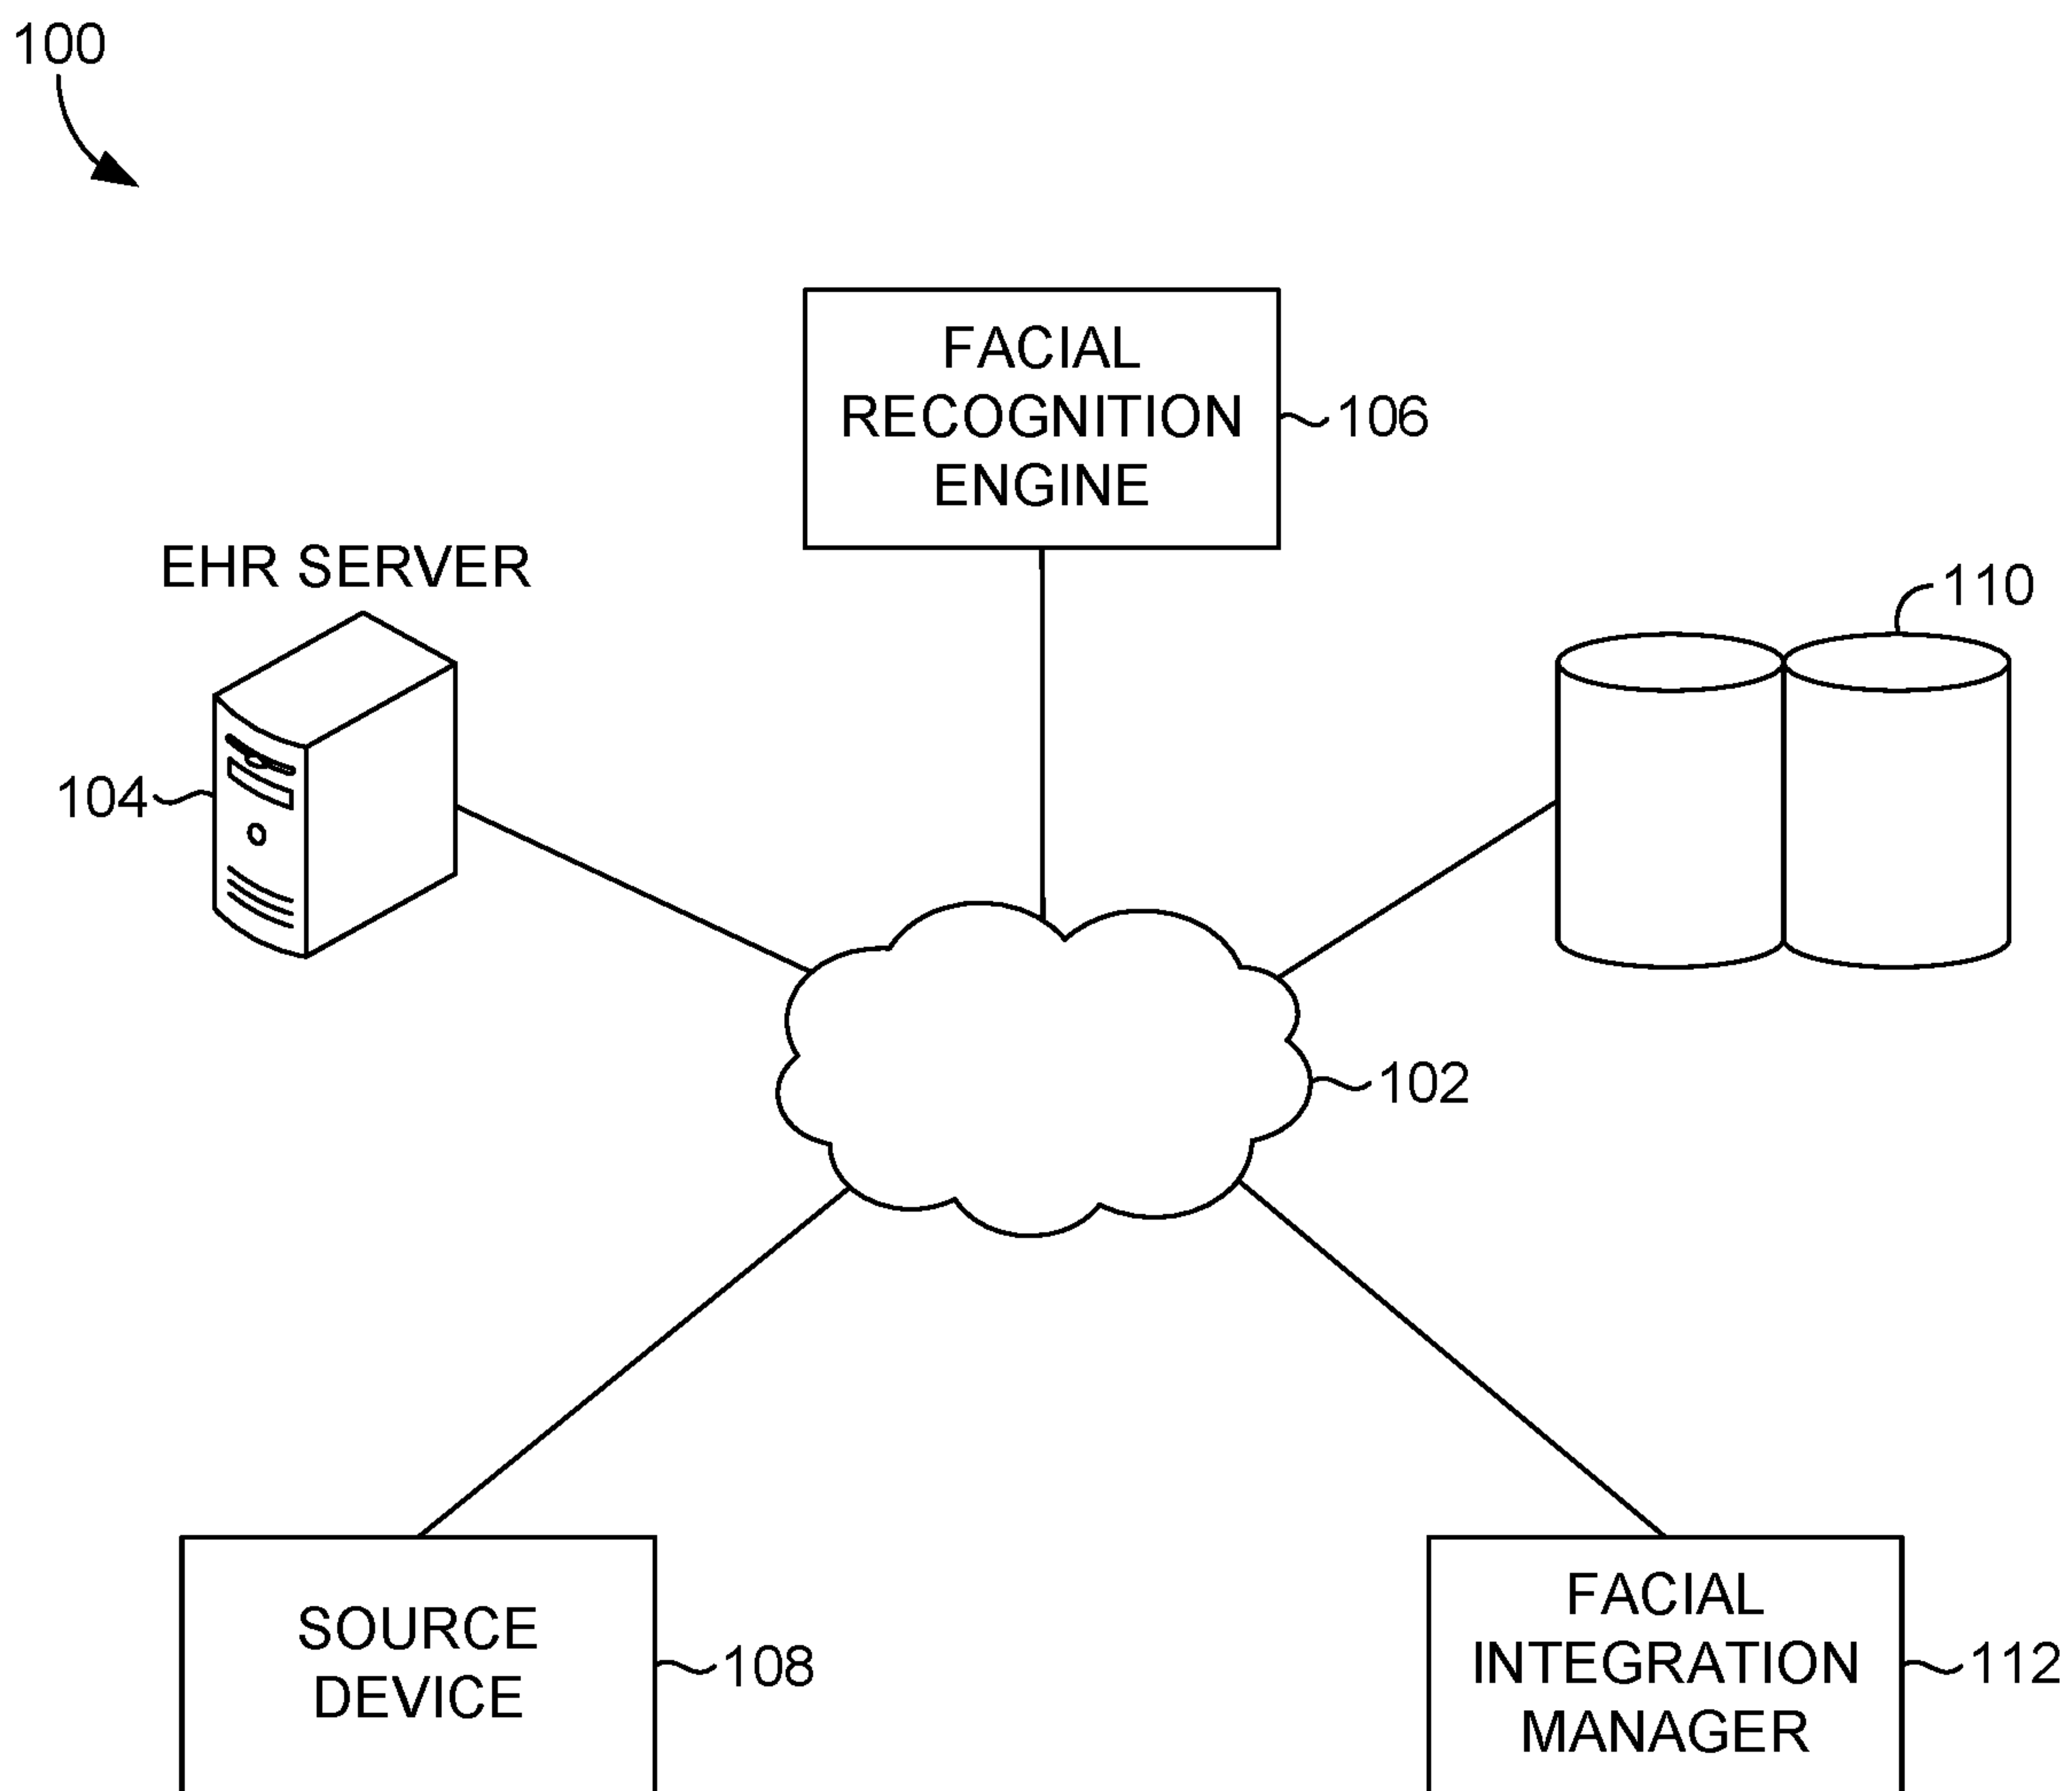 100
FACIAL
RECOGNITION
ENGINE
106
EHR SERVER
110
104
102
SOURCE
DEVICE
108
FACIAL
INTEGRATION
MANAGER
112